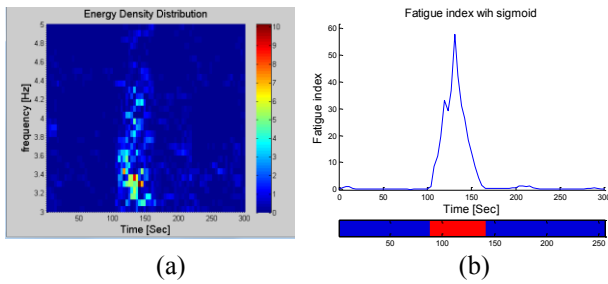 Energy Density Distribution
frequency [Hz]
5
4.8
4.6
4.4
4.2
4
3.8
3.6
3.4
3.2
3
50 100 150 200 250 300
Time [Sec]
10
9
8
7
6
5
4
3
2
1
0
(a)
Fatigue index wih sigmoid
Fatigue index
60
50
40
30
20
10
0
0 50 100 150 200 250 300
Time [Sec]
50 100 150 200 250
(b)